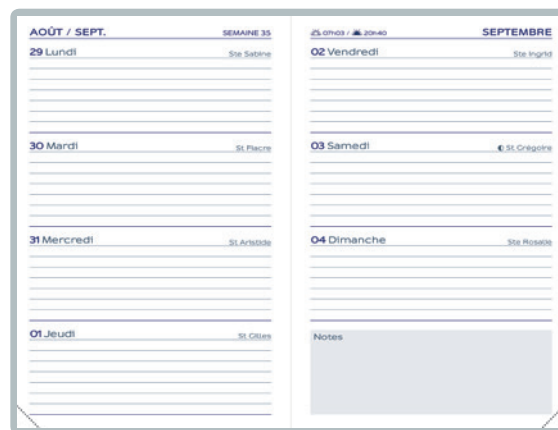 AOÛT / SEPT. SEMAINE 35
29 Lundi Ste Sabine
30 Mardi St Fiacre
31 Mercredi St Aristide
01 Jeudi St Gilles
07h03 / 20h40 SEPTEMBRE
02 Vendredi Ste Ingrid
03 Samedi St Grégoire
04 Dimanche Ste Rosalie
Notes